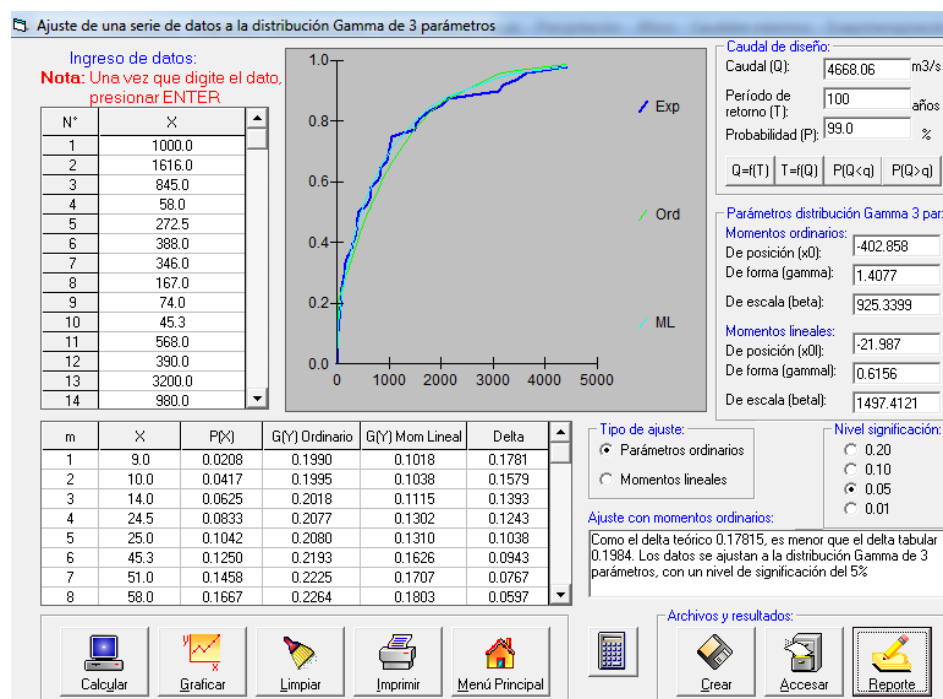 Ajuste de una serie de datos a la distribución Gamma de 3 parámetros
Ingreso de datos:
Nota: Una vez que digite el dato,
presionar ENTER
N° X
1 1000.0
2 1616.0
3 845.0
4 58.0
5 272.5
6 388.0
7 346.0
8 167.0
9 74.0
10 45.3
11 568.0
12 390.0
13 3200.0
14 980.0
1.0
0.8
0.6
0.4
0.2
0.0
0 1000 2000 3000 4000 5000
Exp
Ord
ML
Caudal de diseño:
Caudal (Q): 4668.06 m3/s
Período de
retorno (T): 100 años
Probabilidad (P): 99.0 %
Q=f(T) T=f(Q) P(Q<q) P(Q>q)
Parámetros distribución Gamma 3 par
Momentos ordinarios:
De posición (x0): -402.858
De forma (gamma): 1.4077
De escala (beta): 925.3399
Momentos lineales:
De posición (x0l): -21.987
De forma (gammal): 0.6156
De escala (betal): 1497.4121
m X P(X) G(Y) Ordinario G(Y) Mom Lineal Delta
1 9.0 0.0208 0.1990 0.1018 0.1781
2 10.0 0.0417 0.1995 0.1038 0.1579
3 14.0 0.0625 0.2018 0.1115 0.1393
4 24.5 0.0833 0.2077 0.1302 0.1243
5 25.0 0.1042 0.2080 0.1310 0.1038
6 45.3 0.1250 0.2193 0.1626 0.0943
7 51.0 0.1458 0.2225 0.1707 0.0767
8 58.0 0.1667 0.2264 0.1803 0.0597
Tipo de ajuste:
Parámetros ordinarios
Momentos lineales
Nivel significación:
0.20
0.10
0.05
0.01
Ajuste con momentos ordinarios:
Como el delta teórico 0.17815, es menor que el delta tabular
0.1984. Los datos se ajustan a la distribución Gamma de 3
parámetros, con un nivel de significación del 5%
Calcular
Graficar
Limpiar
Imprimir
Menú Principal
Archivos y resultados:
Crear
Accesar
Reporte